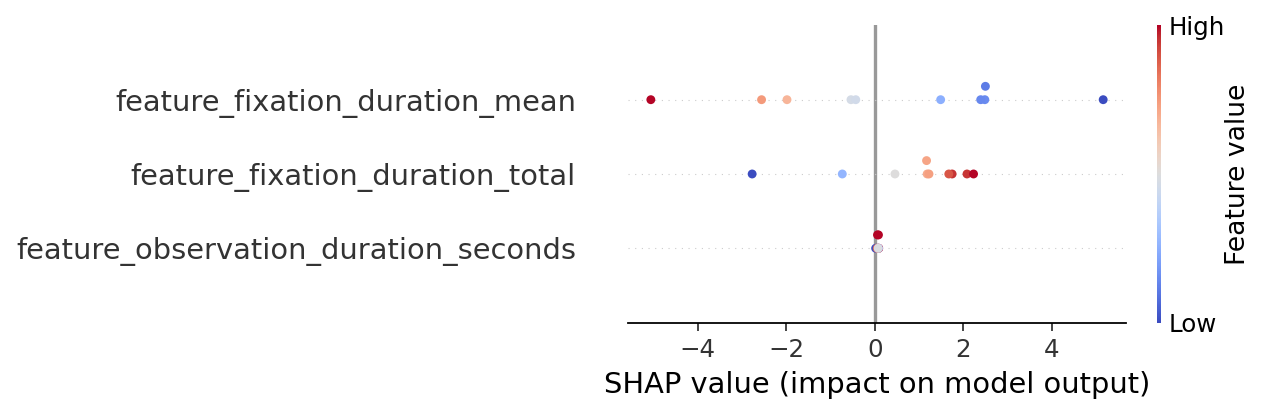 High
feature_fixation_duration_mean
feature_fixation_duration_total
feature_observation_duration_seconds
Feature value
Low
−4 −2 0 2 4
SHAP value (impact on model output)